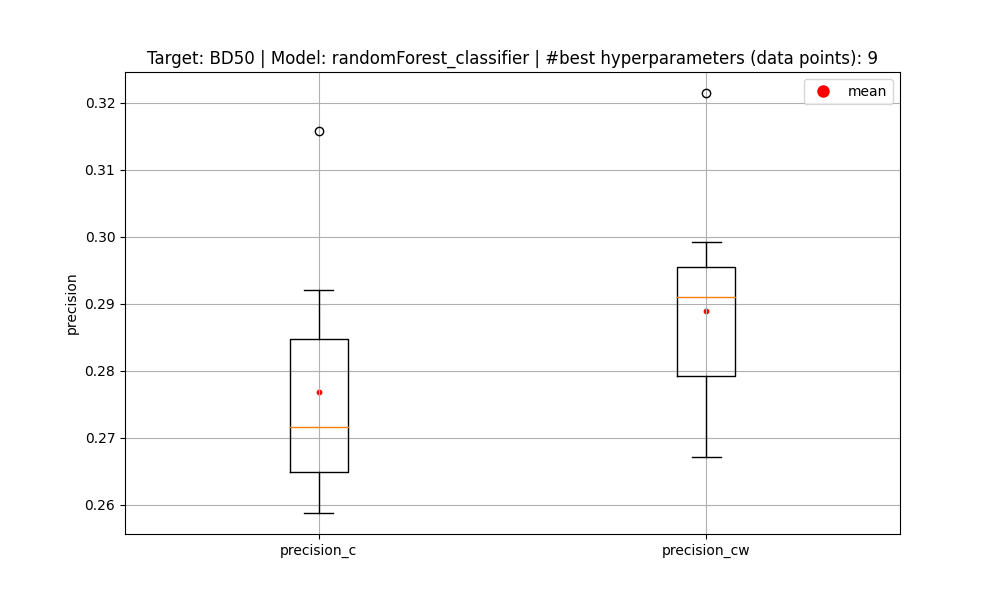 Target: BD50 | Model: randomForest_classifier | #best hyperparameters (data points): 9
mean
0.32
0.31
0.30
0.29
0.28
0.27
0.26
precision
precision_c
precision_cw